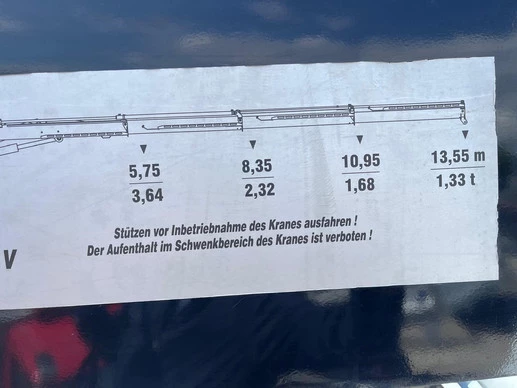 5,75 8,35 10,95 13,55 m
3,64 2,32 1,68 1,33 t
Stützen vor Inbetriebnahme des Kranes ausfahren !
Der Aufenthalt im Schwenkbereich des Kranes ist verboten !
V